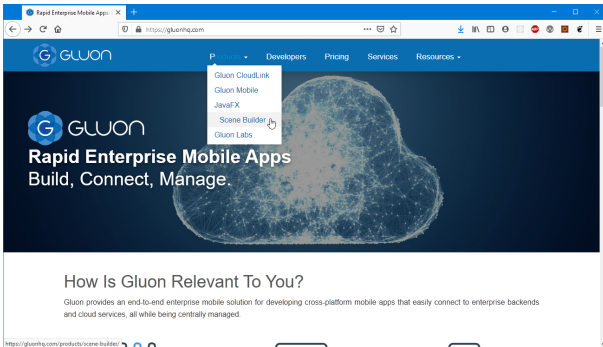 Rapid Enterprise Mobile Apps
https://gluonhq.com
GLUON
Products
Developers
Pricing
Services
Resources
Gluon CloudLink
Gluon Mobile
JavaFX
Scene Builder
Gluon Labs
GLUON
Rapid Enterprise Mobile Apps
Build, Connect, Manage.
How Is Gluon Relevant To You?
Gluon provides an end-to-end enterprise mobile solution for developing cross-platform mobile apps that easily connect to enterprise backends
and cloud services, all while being centrally managed.
https://gluonhq.com/products/scene-builder/